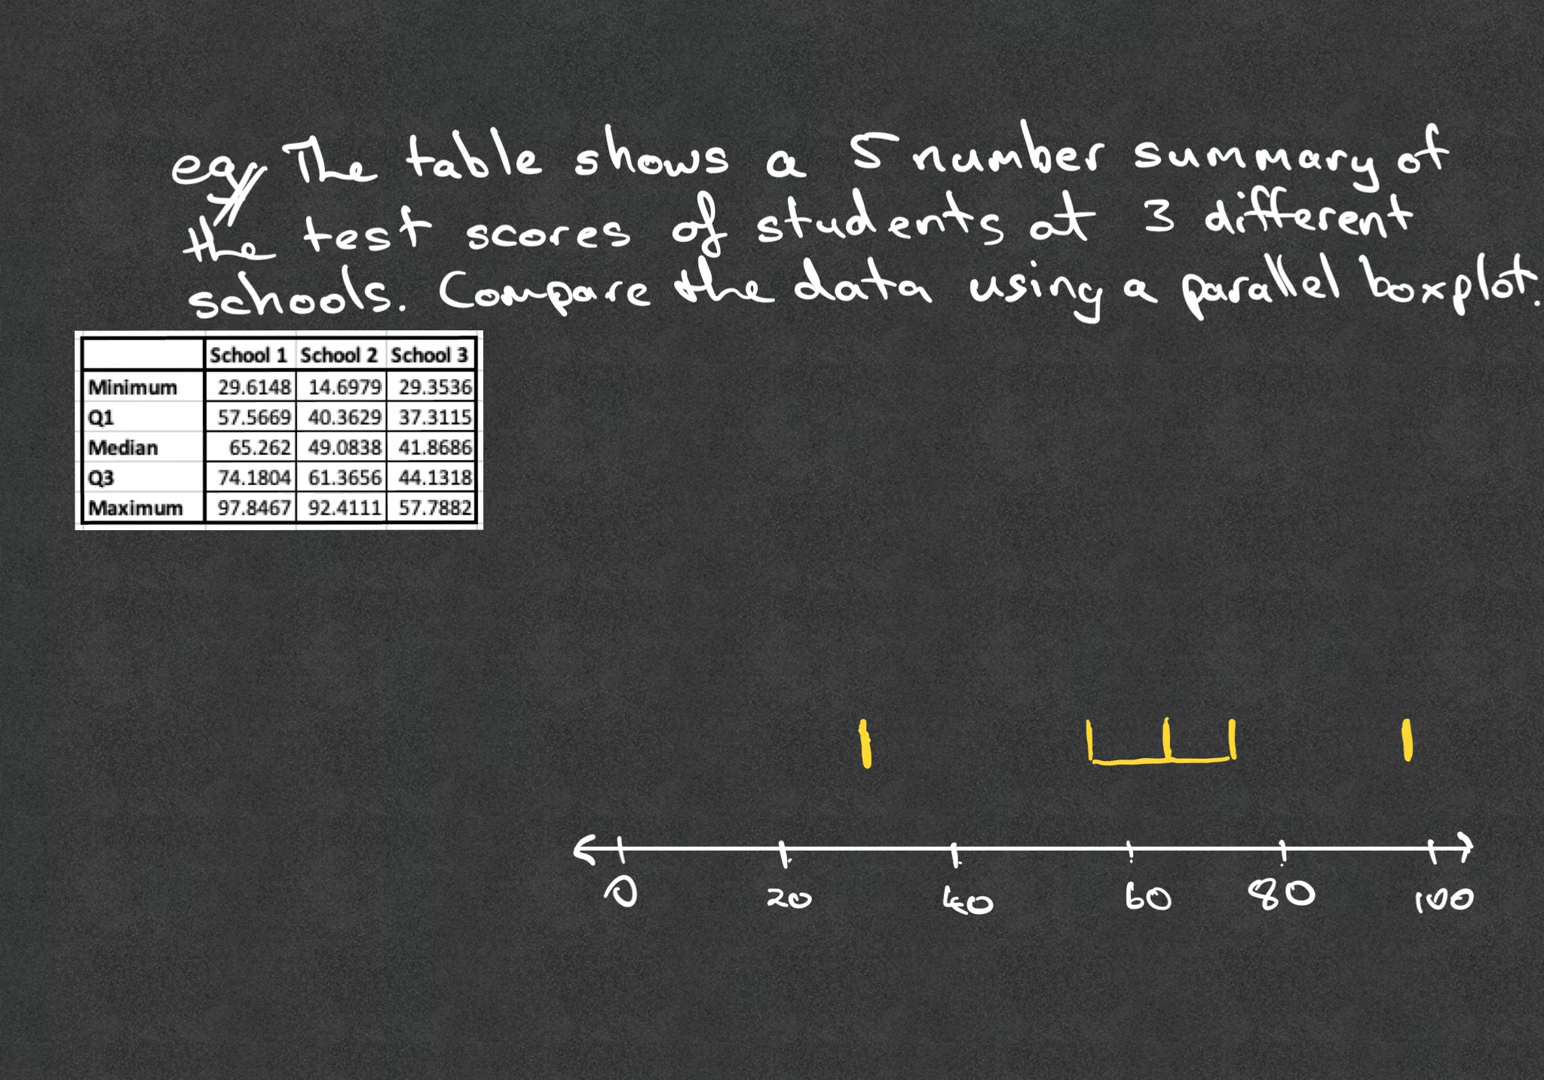 eg The table shows a 5 number summary of
the test scores of students at 3 different
schools. Compare the data using a parallel boxplot.
School 1 School 2 School 3
Minimum 29.6148 14.6979 29.3536
Q1 57.5669 40.3629 37.3115
Median 65.262 49.0838 41.8686
Q3 74.1804 61.3656 44.1318
Maximum 97.8467 92.4111 57.7882
0 20 40 60 80 100